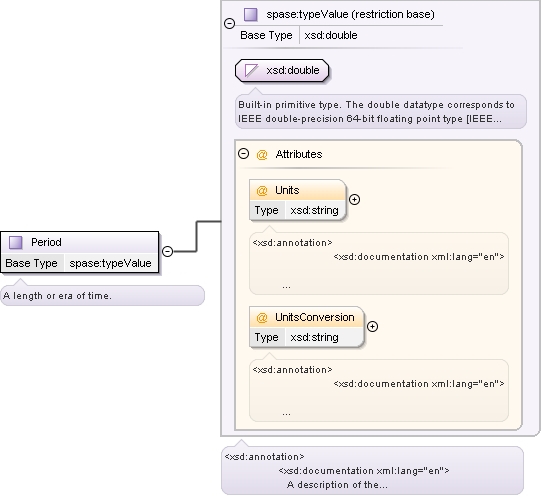 spase:typeValue (restriction base)
Base Type xsd:double
xsd:double
Built-in primitive type. The double datatype corresponds to
IEEE double-precision 64-bit floating point type [IEEE...
@ Attributes
@ Units
Type xsd:string
<xsd:annotation>
<xsd:documentation xml:lang="en">
...
@ UnitsConversion
Type xsd:string
<xsd:annotation>
<xsd:documentation xml:lang="en">
...
Period
Base Type spase:typeValue
A length or era of time.
<xsd:annotation>
<xsd:documentation xml:lang="en">
A description of the...